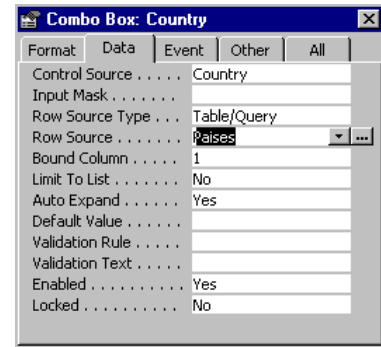 Combo Box: Country
Format Data Event Other All
Control Source . . . . . Country
Input Mask . . . . . . .
Row Source Type . . . Table/Query
Row Source . . . . . . . Paises
Bound Column . . . . . 1
Limit To List . . . . . . . No
Auto Expand . . . . . . Yes
Default Value . . . . . .
Validation Rule . . . . .
Validation Text . . . . .
Enabled . . . . . . . . . . Yes
Locked . . . . . . . . . . No